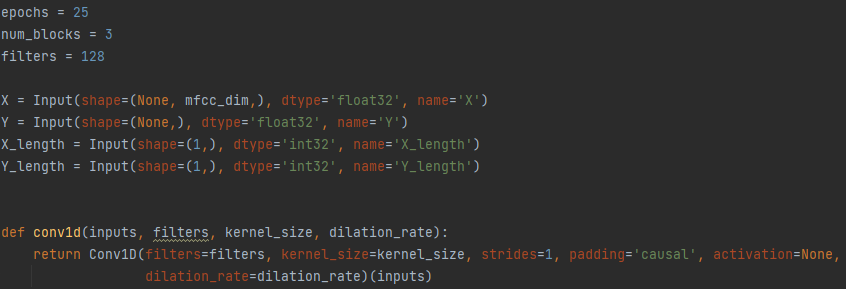 epochs = 25
num_blocks = 3
filters = 128
X = Input(shape=(None, mfcc_dim,), dtype='float32', name='X')
Y = Input(shape=(None,), dtype='float32', name='Y')
X_length = Input(shape=(1,), dtype='int32', name='X_length')
Y_length = Input(shape=(1,), dtype='int32', name='Y_length')
def conv1d(inputs, filters, kernel_size, dilation_rate):
    return Conv1D(filters=filters, kernel_size=kernel_size, strides=1, padding='causal', activation=None,
                  dilation_rate=dilation_rate)(inputs)